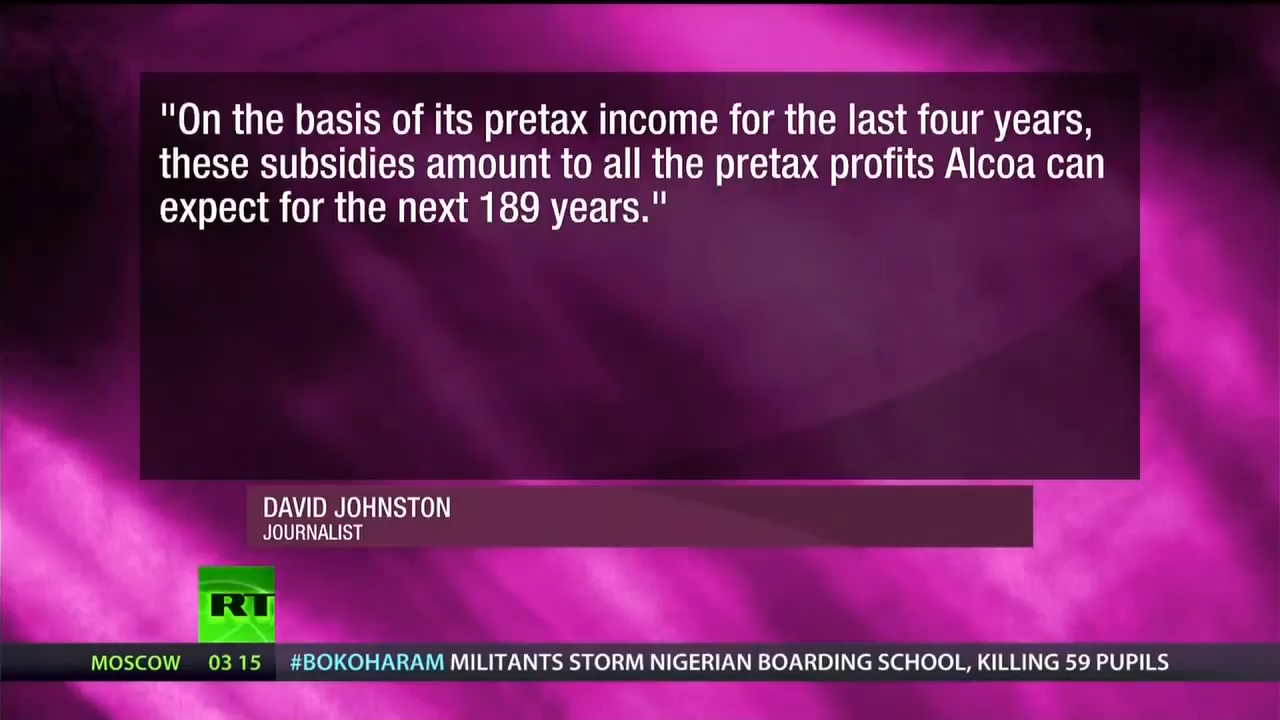 "On the basis of its pretax income for the last four years,
these subsidies amount to all the pretax profits Alcoa can
expect for the next 189 years."
DAVID JOHNSTON
JOURNALIST
RT
MOSCOW 03 15 #BOKOHARAM MILITANTS STORM NIGERIAN BOARDING SCHOOL, KILLING 59 PUPILS